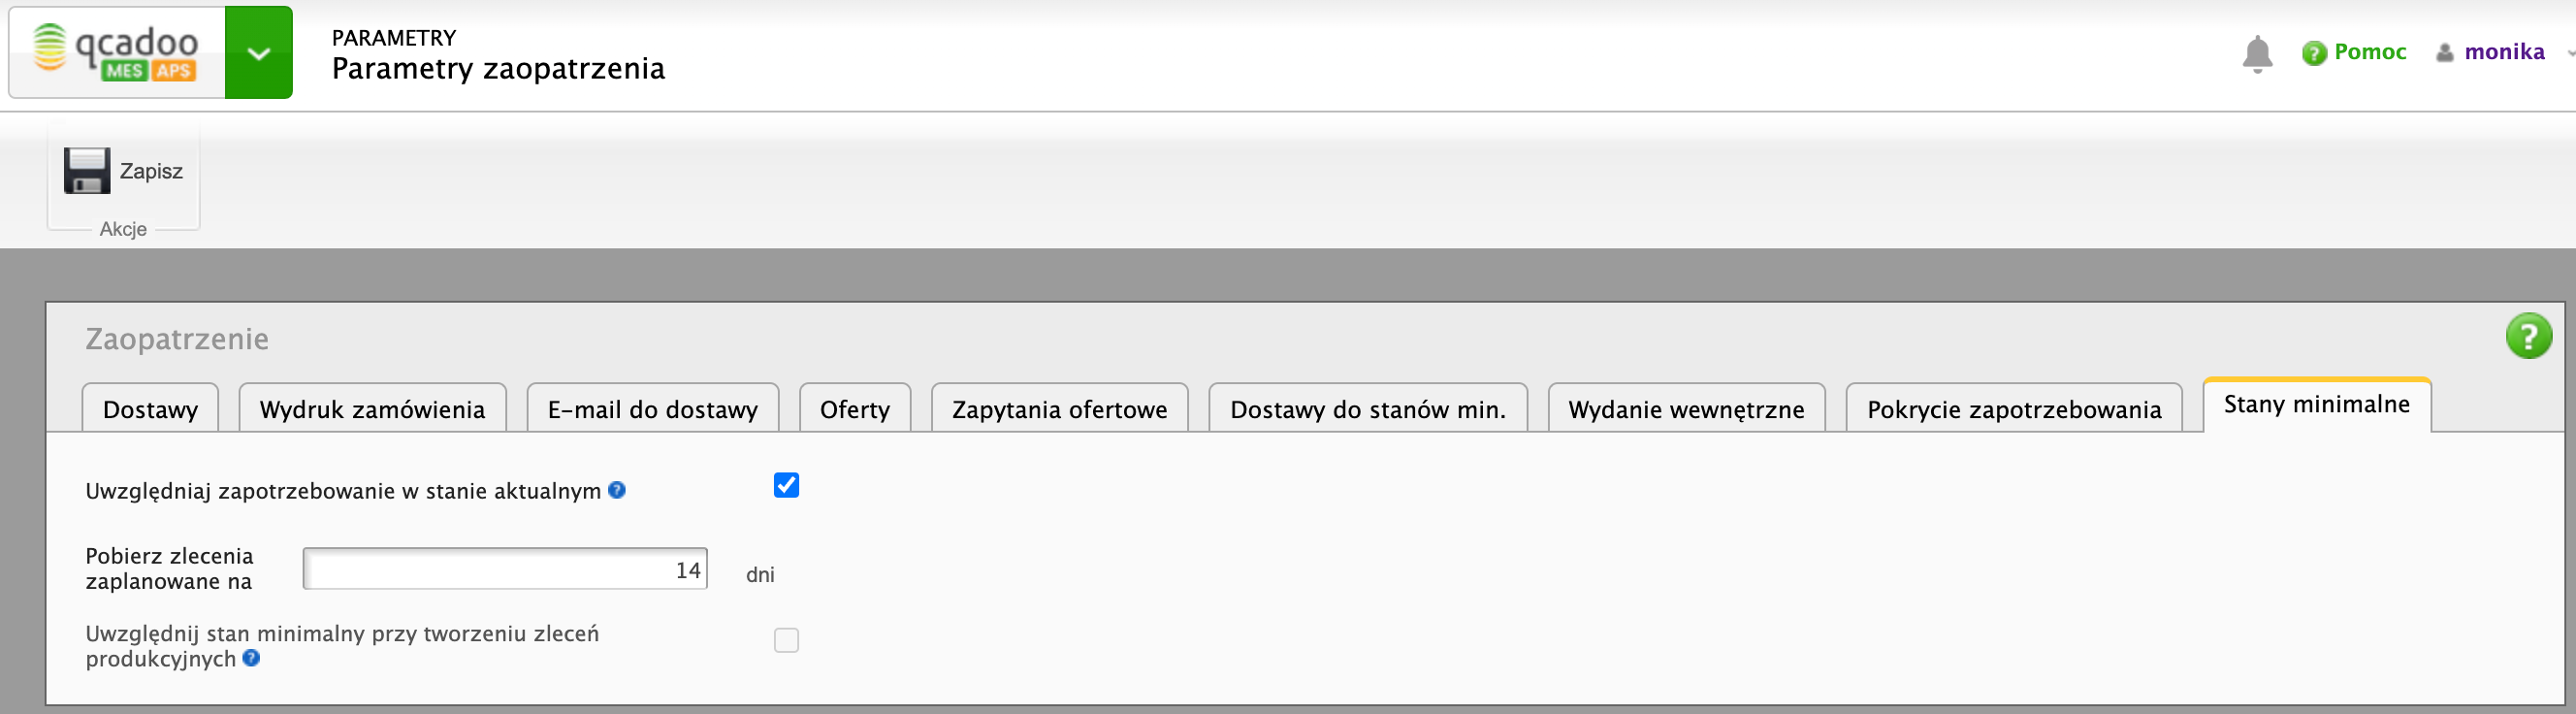 qcadoo
MES APS
PARAMETRY
Parametry zaopatrzenia
Pomoc
monika
Zapisz
Akcje
Zaopatrzenie
Dostawy
Wydruk zamówienia
E-mail do dostawy
Oferty
Zapytania ofertowe
Dostawy do stanów min.
Wydanie wewnętrzne
Pokrycie zapotrzebowania
Stany minimalne
Uwzględniaj zapotrzebowanie w stanie aktualnym
Pobierz zlecenia
zaplanowane na
14
dni
Uwzględnij stan minimalny przy tworzeniu zleceń
produkcyjnych